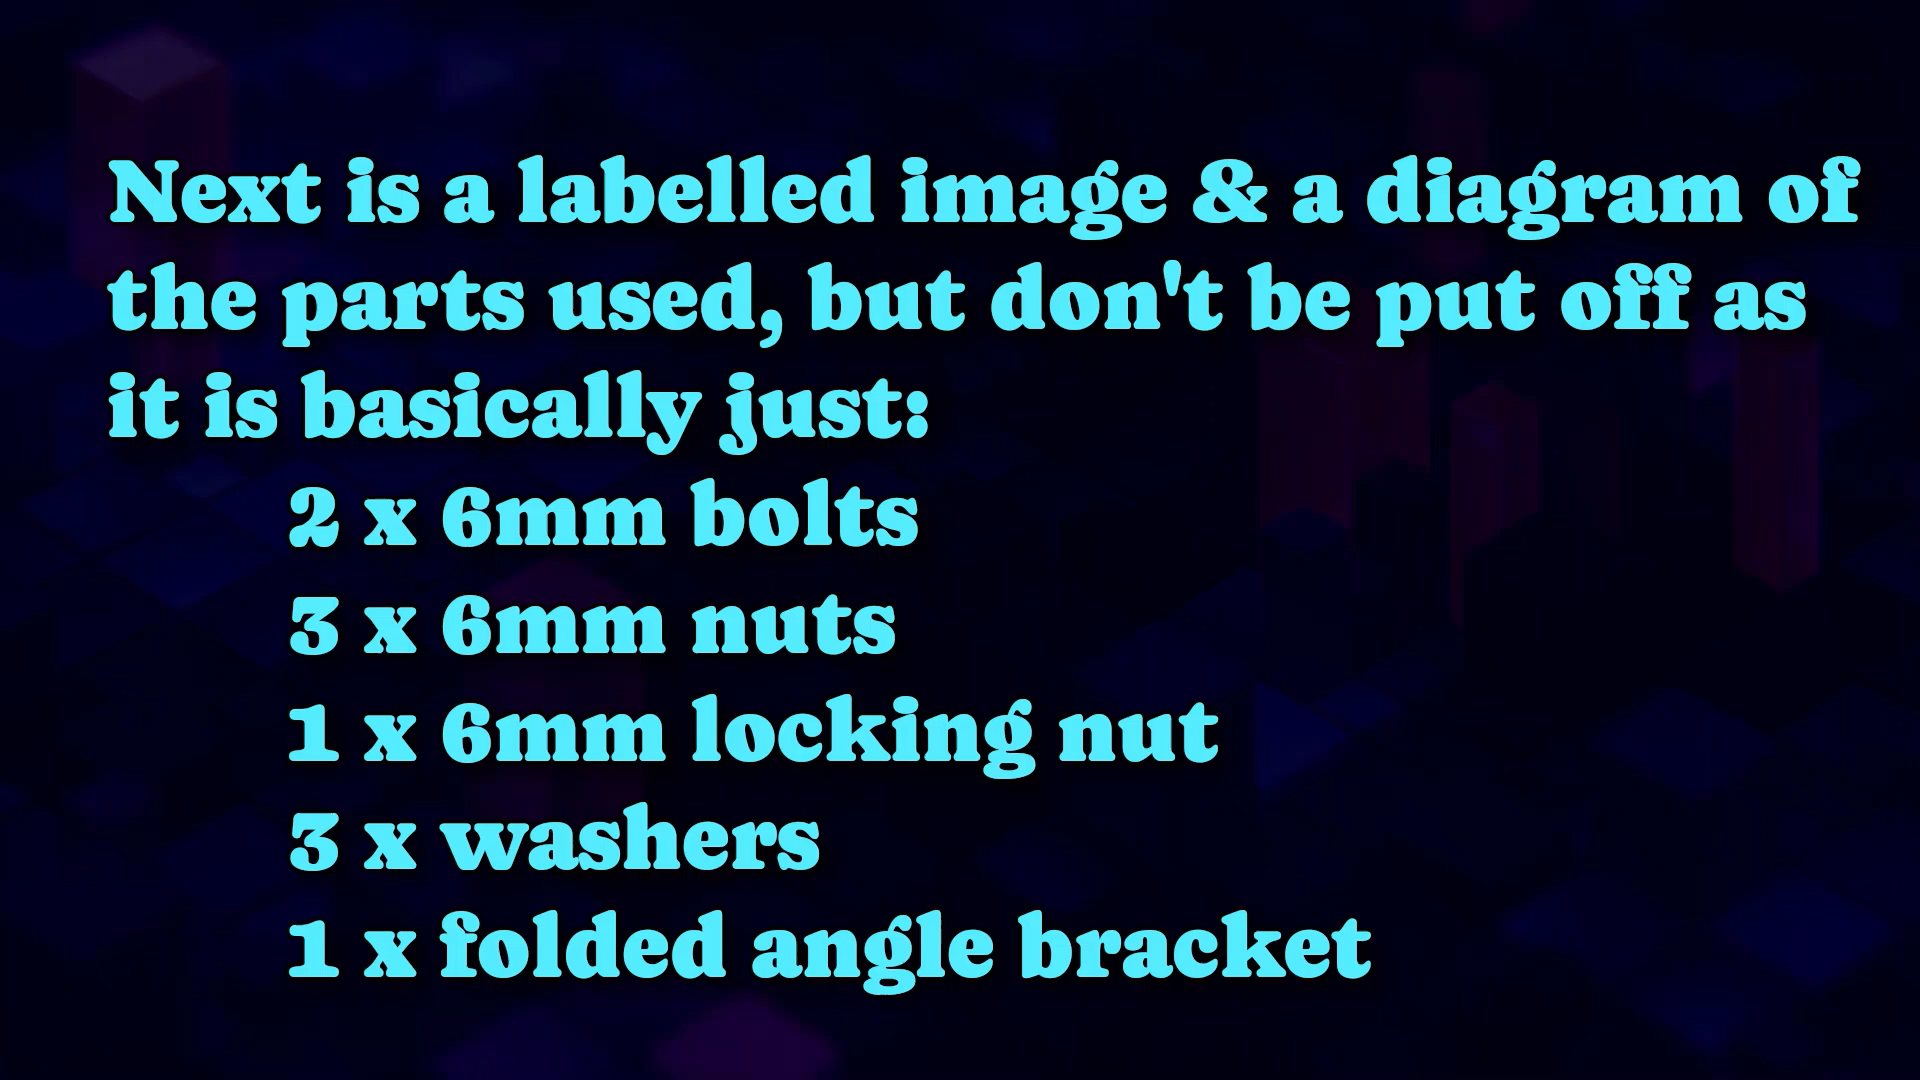 Next is a labelled image & a diagram of
the parts used, but don't be put off as
it is basically just:
2 x 6mm bolts
3 x 6mm nuts
1 x 6mm locking nut
3 x washers
1 x folded angle bracket